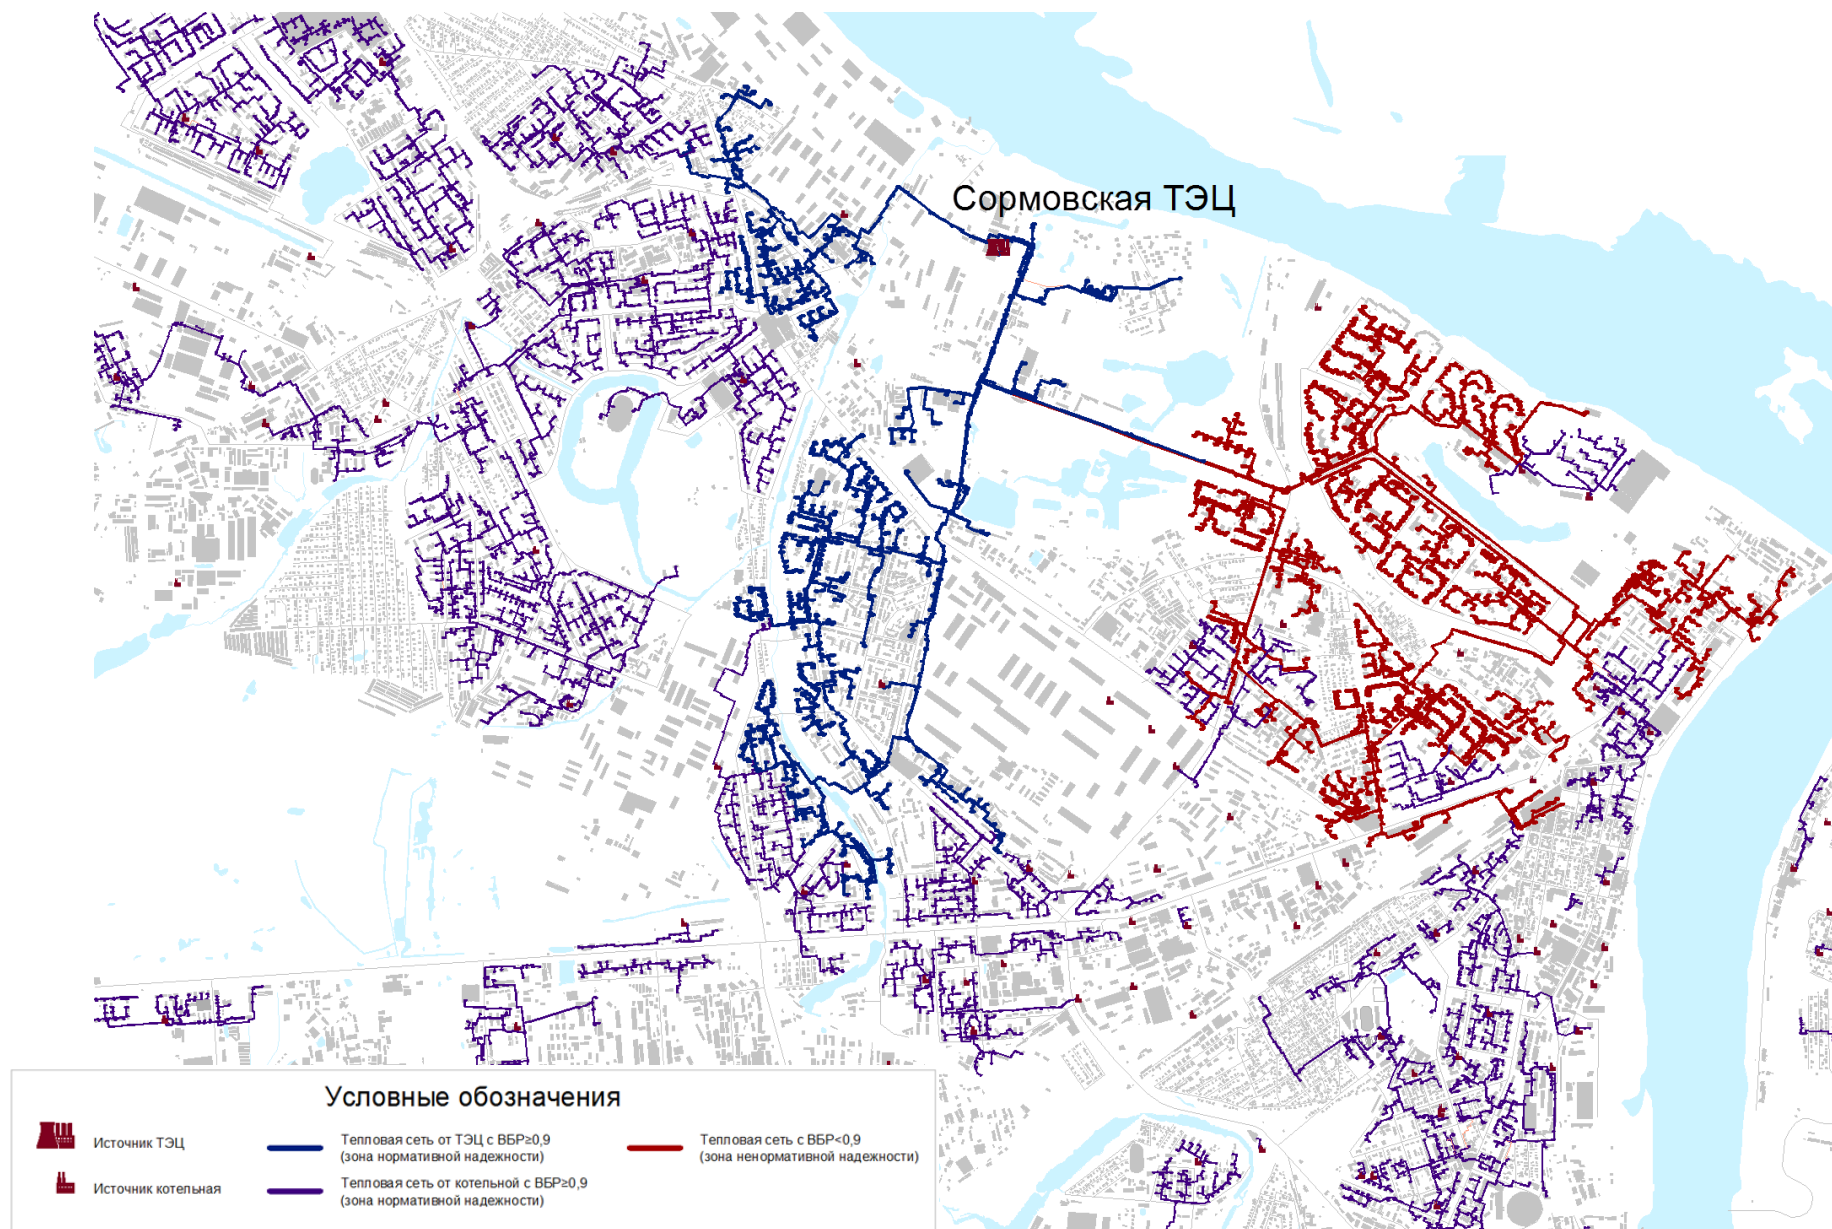 Сормовская ТЭЦ
Условные обозначения
Источник ТЭЦ
Тепловая сеть от ТЭЦ с ВБР≥0,9
(зона нормативной надежности)
Тепловая сеть с ВБР<0,9
(зона ненормативной надежности)
Источник котельная
Тепловая сеть от котельной с ВБР≥0,9
(зона нормативной надежности)